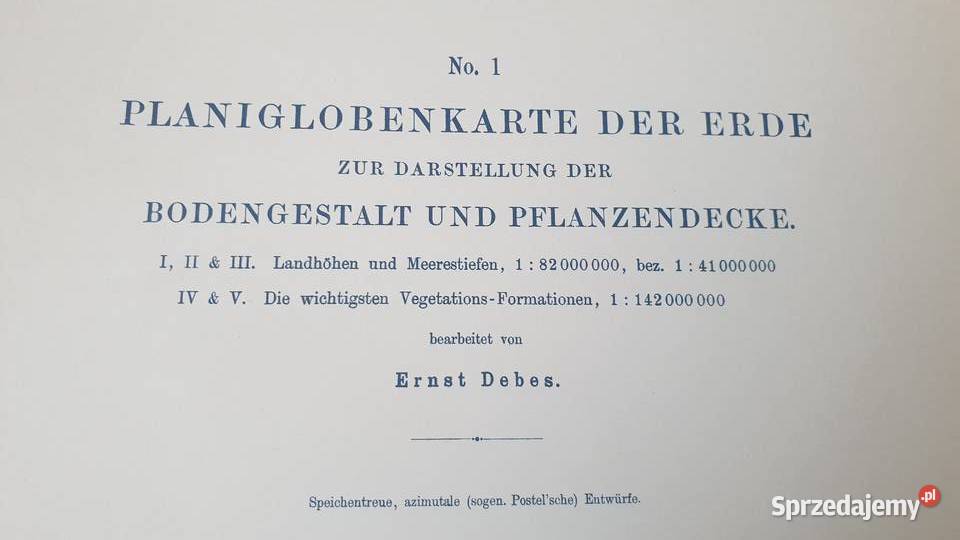 No. 1
PLANIGLOBENKARTE DER ERDE
ZUR DARSTELLUNG DER
BODENGESTALT UND PFLANZENDECKE.
I, II & III. Landhöhen und Meerestiefen, 1 : 82 000 000, bez. 1 : 41 000 000
IV & V. Die wichtigsten Vegetations-Formationen, 1 : 142 000 000
bearbeitet von
Ernst Debes.
Speichentreue, azimutale (sogen. Postel'sche) Entwürfe.
Sprzedajemy.pl